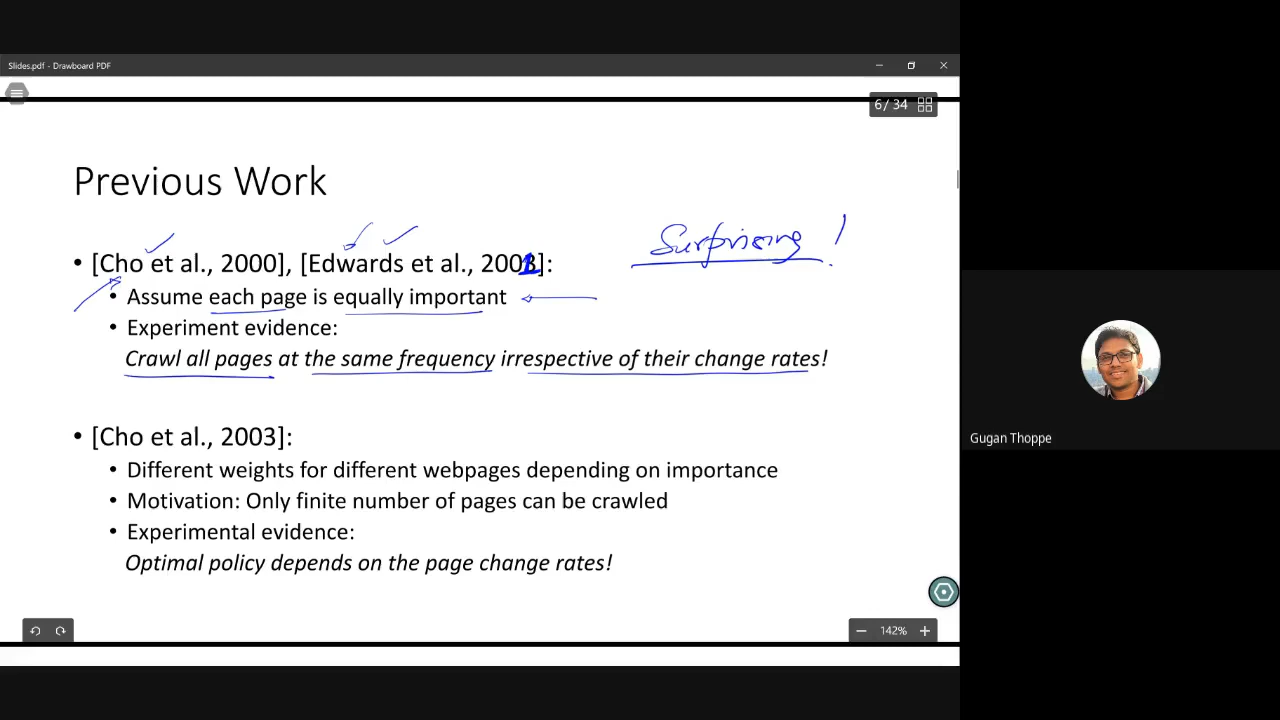 Slides.pdf - Drawboard PDF
6 / 34
Previous Work
Surprising!
• [Cho et al., 2000], [Edwards et al., 2001]:
• Assume each page is equally important
• Experiment evidence:
Crawl all pages at the same frequency irrespective of their change rates!
• [Cho et al., 2003]:
• Different weights for different webpages depending on importance
• Motivation: Only finite number of pages can be crawled
• Experimental evidence:
Optimal policy depends on the page change rates!
142%
Gugan Thoppe